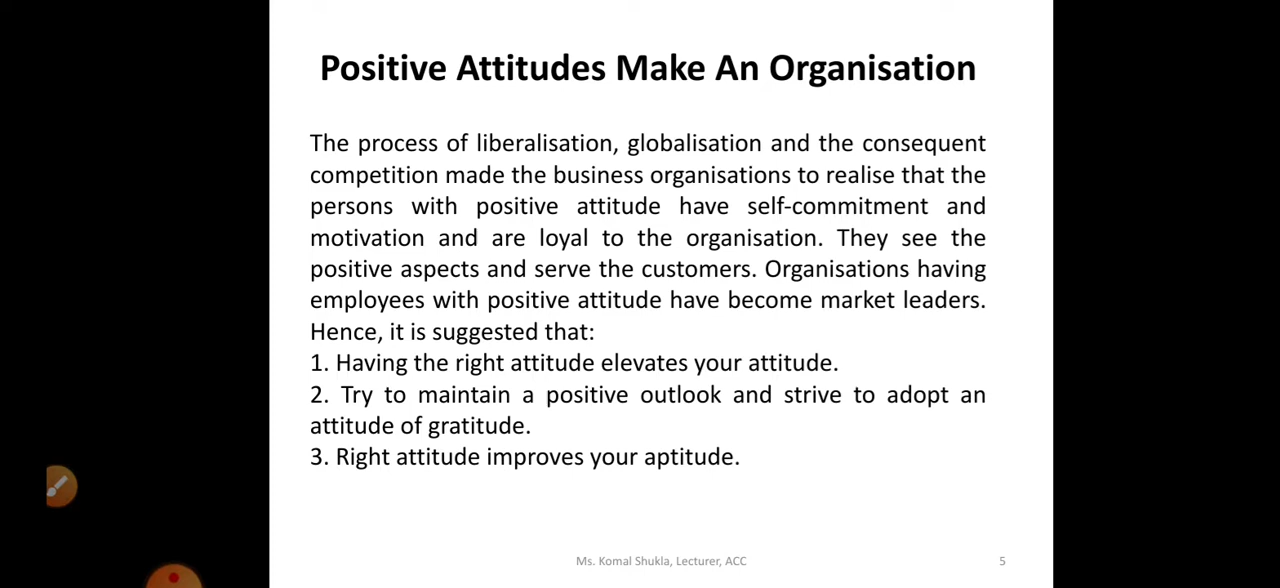 Positive Attitudes Make An Organisation
The process of liberalisation, globalisation and the consequent
competition made the business organisations to realise that the
persons with positive attitude have self-commitment and
motivation and are loyal to the organisation. They see the
positive aspects and serve the customers. Organisations having
employees with positive attitude have become market leaders.
Hence, it is suggested that:
1. Having the right attitude elevates your attitude.
2. Try to maintain a positive outlook and strive to adopt an
attitude of gratitude.
3. Right attitude improves your aptitude.
Ms. Komal Shukla, Lecturer, ACC
5